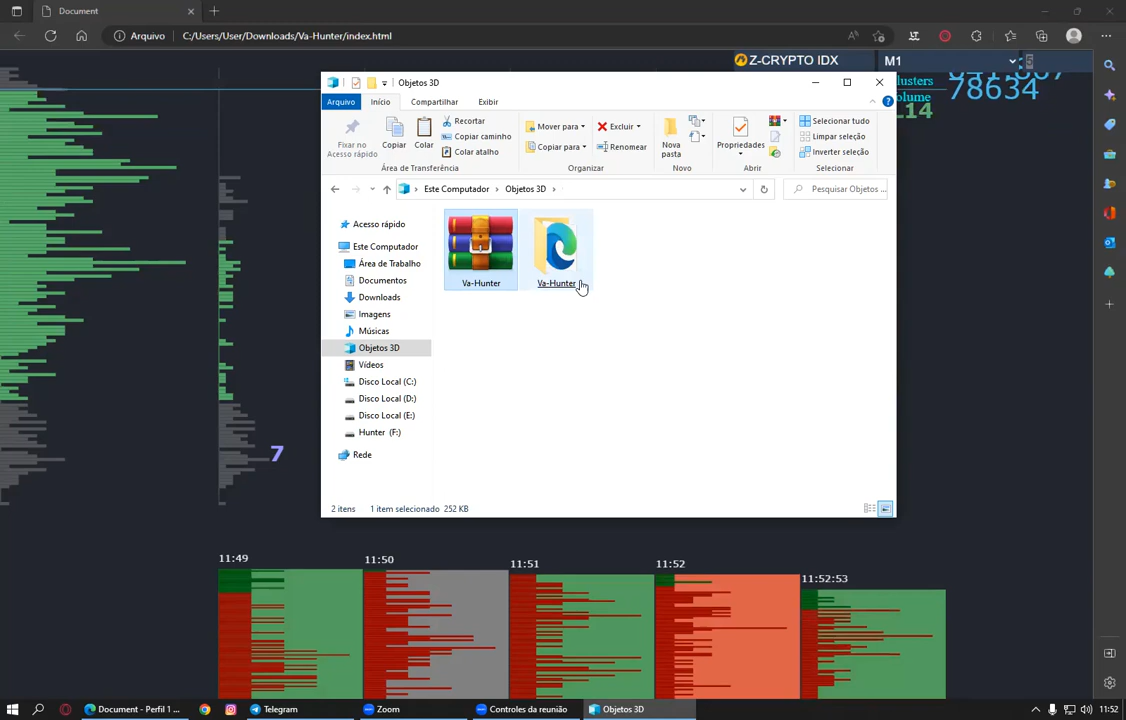 Document
Arquivo
C:/Users/User/Downloads/Va-Hunter/index.html
Z-CRYPTO IDX
M1
lusters
olume
78634
14
Objetos 3D
Arquivo
Início
Compartilhar
Exibir
Fixar no
Acesso rápido
Copiar
Colar
Recortar
Copiar caminho
Colar atalho
Área de Transferência
Mover para
Copiar para
Excluir
Renomear
Organizar
Nova
pasta
Novo
Propriedades
Abrir
Selecionar tudo
Limpar seleção
Inverter seleção
Selecionar
Este Computador
Objetos 3D
Pesquisar Objetos ...
Acesso rápido
Este Computador
Área de Trabalho
Documentos
Downloads
Imagens
Músicas
Objetos 3D
Vídeos
Disco Local (C:)
Disco Local (D:)
Disco Local (E:)
Hunter (F:)
Rede
Va-Hunter
Va-Hunter
2 itens
1 item selecionado 252 KB
7
11:49
11:50
11:51
11:52
11:52:53
Document - Perfil 1 ...
Telegram
Zoom
Controles da reunião
Objetos 3D
11:52